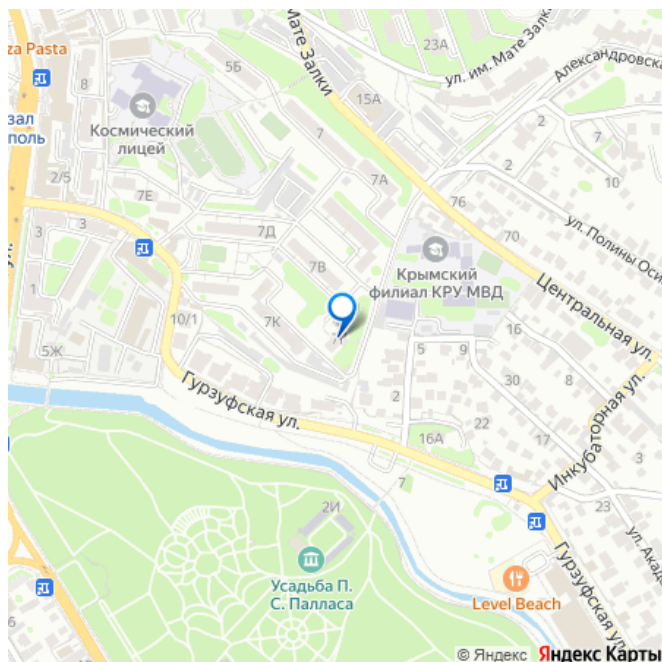 za Pasta
5Б
23А
ул. им. Мате Залки
Александровска
Мате Залки
15А
8
Космический
лицей
зал
поль
7
2
7
2/5
7Е
7А
10
76
ул. Полины Оси
3
3
7Д
70
7В
Крымский
филиал КРУ МВД
1
Центральная ул.
ул.
10/1
7К
5
9
16
5Ж
8
2
30
Гурзуфская ул.
22
Инкубаторная ул.
16А
17
3
7
2И
23
ул. Акад
Усадьба П.
С. Палласа
Level Beach
Гурзуфская ул.
© Яндекс Яндекс Карты